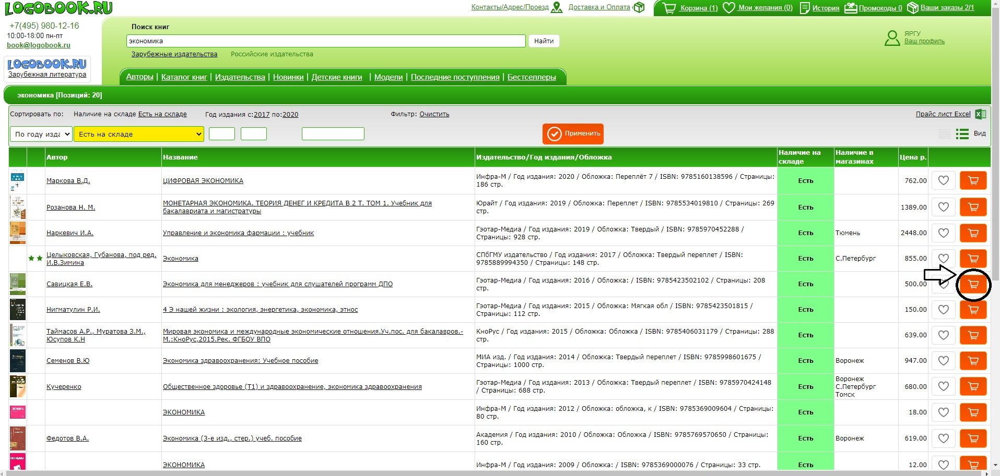 LOGOBOOK.RU
Контакты/Адрес/Проезд
Доставка и Оплата
Корзина (1)
Мои желания (0)
История
Промокоды 0
Ваши заказы 2/1
+7(495) 980-12-16
10:00-18:00 пн-пт
book@logobook.ru
LOGOBOOK.RU
Зарубежная литература
Поиск книг
экономика
Найти
Зарубежные издательства
Российские издательства
ЯРГУ
Ваш профиль
Авторы | Каталог книг | Издательства | Новинки | Детские книги | Модели | Последние поступления | Бестселлеры
экономика [Позиций: 20]
Сортировать по:
Наличие на складе Есть на складе
Год издания с:2017 по:2020
Фильтр: Очистить
Прайс лист Excel
По году изда
Есть на складе
Применить
Вид
Автор
Название
Издательство/Год издания/Обложка
Наличие на
складе
Наличие в
магазинах
Цена р.
Маркова В.Д.
ЦИФРОВАЯ ЭКОНОМИКА
Инфра-М / Год издания: 2020 / Обложка: Переплёт 7 / ISBN: 9785160138596 / Страницы:
186 стр.
Есть
762.00
Розанова Н. М.
МОНЕТАРНАЯ ЭКОНОМИКА. ТЕОРИЯ ДЕНЕГ И КРЕДИТА В 2 Т. ТОМ 1. Учебник для
бакалавриата и магистратуры
Юрайт / Год издания: 2019 / Обложка: Переплет / ISBN: 9785534019810 / Страницы: 269
стр.
Есть
1389.00
Наркевич И.А.
Управление и экономика фармации : учебник
Гэотар-Медиа / Год издания: 2019 / Обложка: Твердый / ISBN: 9785970452288 /
Страницы: 928 стр.
Есть
Тюмень
2448.00
Целыковская, Губанова, под ред.
И.В.Зимина
Экономика
СПбГМУ издательство / Год издания: 2017 / Обложка: Твердый переплет / ISBN:
9785889994350 / Страницы: 148 стр.
Есть
С.Петербург
855.00
Савицкая Е.В.
Экономика для менеджеров : учебник для слушателей программ ДПО
Гэотар-Медиа / Год издания: 2016 / Обложка: / ISBN: 9785423502102 / Страницы: 208
стр.
Есть
500.00
Нигматулин Р.И.
4 Э нашей жизни : экология, энергетика, экономика, этнос
Гэотар-Медиа / Год издания: 2015 / Обложка: Мягкая обл / ISBN: 9785423501815 /
Страницы: 112 стр.
Есть
150.00
Таймасов А.Р., Муратова З.М.,
Юсупов К.Н
Мировая экономика и международные экономические отношения.Уч.пос. для бакалавров.-
М.:КноРус,2015.Рек. ФГБОУ ВПО
КноРус / Год издания: 2015 / Обложка: Обложка / ISBN: 9785406031179 / Страницы: 288
стр.
Есть
639.00
Семенов В.Ю
Экономика здравоохранения: Учебное пособие
МИА изд. / Год издания: 2014 / Обложка: Твердый переплет / ISBN: 9785998601675 /
Страницы: 1000 стр.
Есть
Воронеж
947.00
Кучеренко
Общественное здоровье (Т1) и здравоохранение, экономика здравоохранения
Гэотар-Медиа / Год издания: 2013 / Обложка: Твердый переплет / ISBN: 9785970424148
/ Страницы: 688 стр.
Есть
Воронеж
С.Петербург
Томск
680.00
ЭКОНОМИКА
ЭКОНОМИКА
Инфра-М / Год издания: 2012 / Обложка: обложка, к / ISBN: 9785369009604 / Страницы:
80 стр.
Есть
18.00
Федотов В.А.
Экономика (3-е изд., стер.) учеб. пособие
Академия / Год издания: 2010 / Обложка: Обложка / ISBN: 9785769570650 / Страницы:
160 стр.
Есть
Воронеж
619.00
ЭКОНОМИКА
Инфра-М / Год издания: 2009 / Обложка: / ISBN: 9785369000076 / Страницы: 33 стр.
Есть
12.00